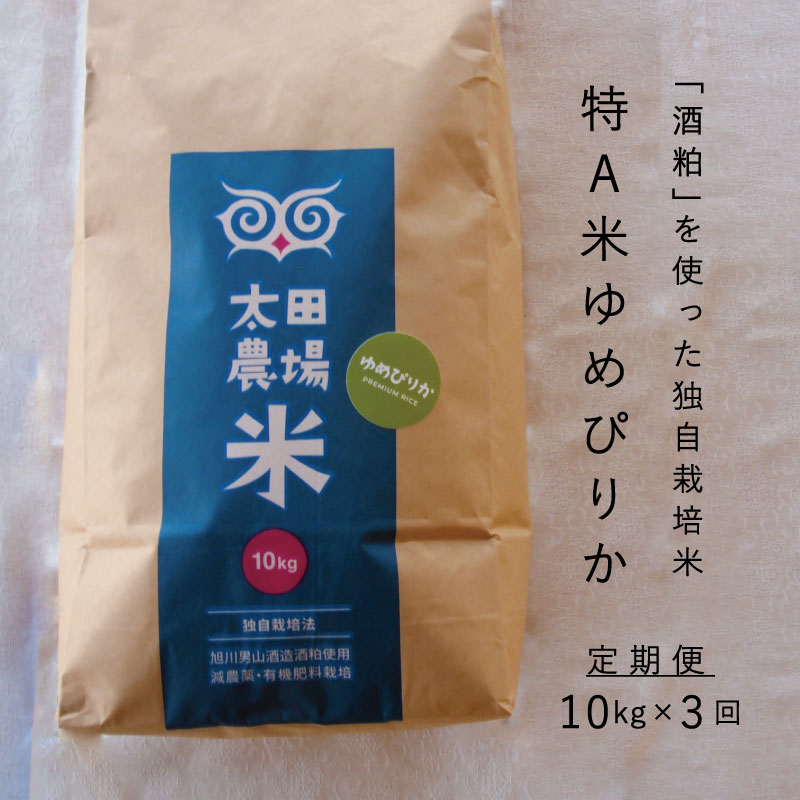 「酒粕」を使った独自栽培米
特A米ゆめぴりか
定期便
10kg×3回
太田
農場
米
ゆめぴりか
PREMIUM RICE
10kg
独自栽培法
旭川男山酒造酒粕使用
減農薬・有機肥料栽培